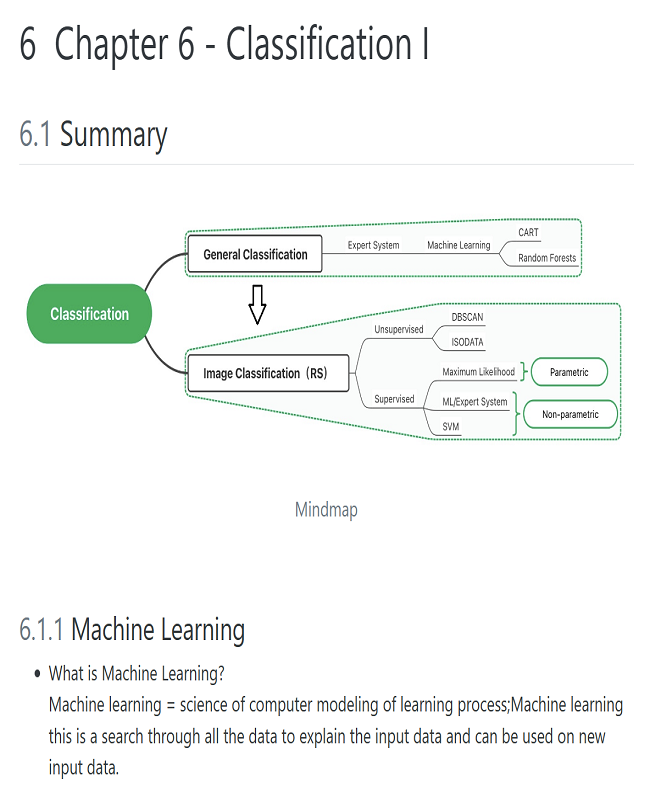 6 Chapter 6 - Classification I
6.1 Summary
Classification
General Classification
Expert System
Machine Learning
CART
Random Forests
Image Classification（RS）
Unsupervised
DBSCAN
ISODATA
Supervised
Maximum Likelihood
Parametric
ML/Expert System
Non-parametric
SVM
Mindmap
6.1.1 Machine Learning
• What is Machine Learning?
Machine learning = science of computer modeling of learning process;Machine learning
this is a search through all the data to explain the input data and can be used on new
input data.